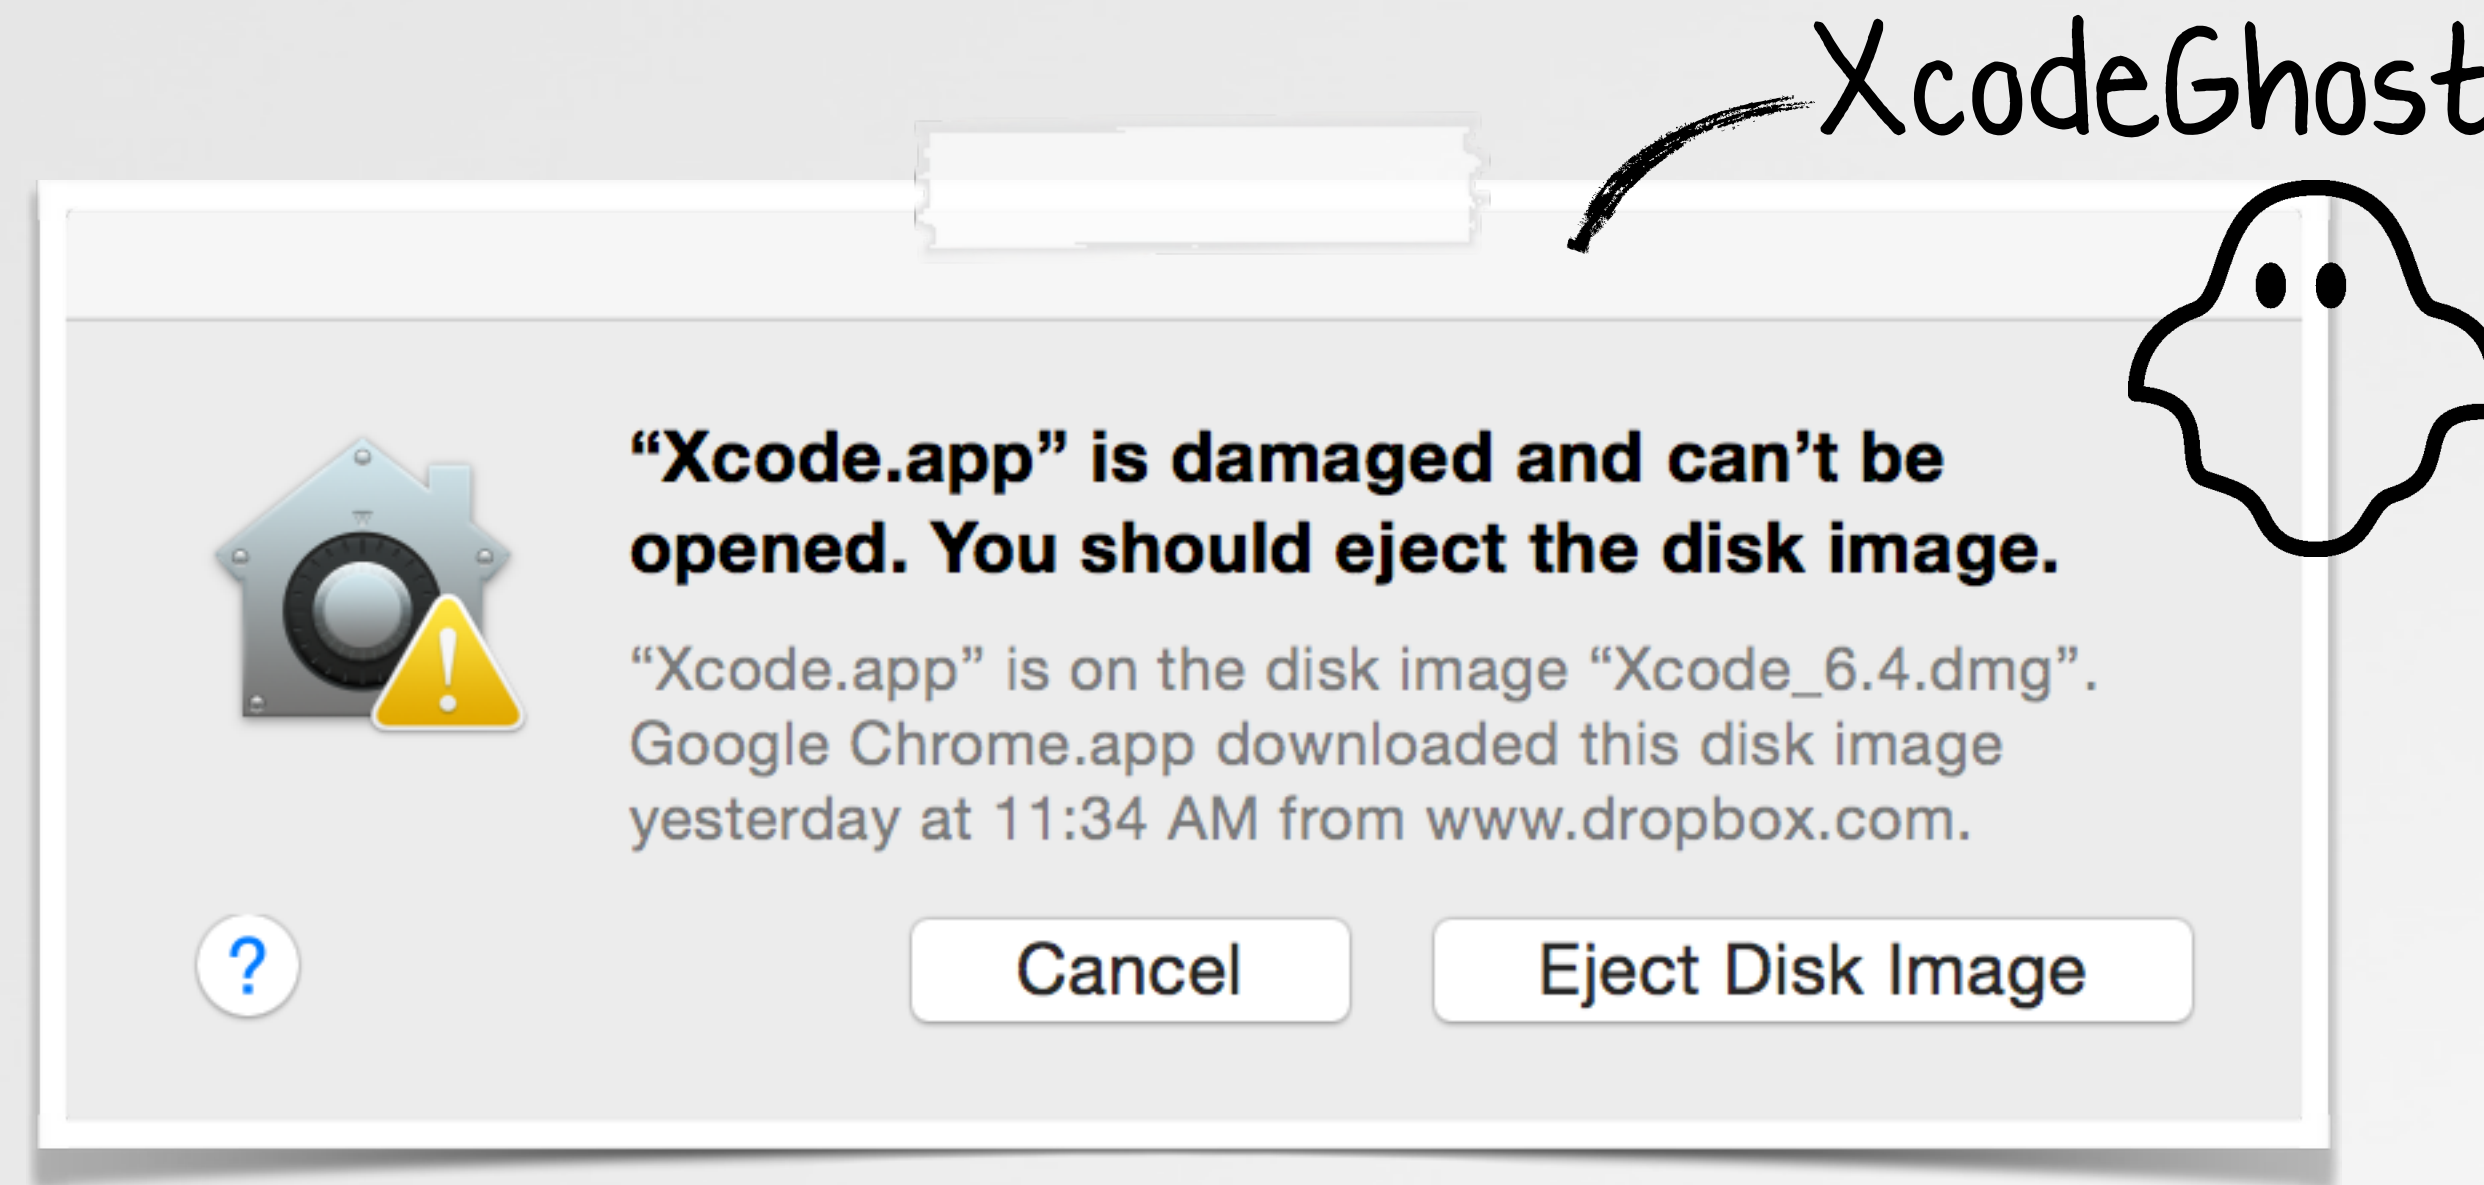 XcodeGhost
“Xcode.app” is damaged and can’t be
opened. You should eject the disk image.
“Xcode.app” is on the disk image “Xcode_6.4.dmg”.
Google Chrome.app downloaded this disk image
yesterday at 11:34 AM from www.dropbox.com.
?
Cancel
Eject Disk Image